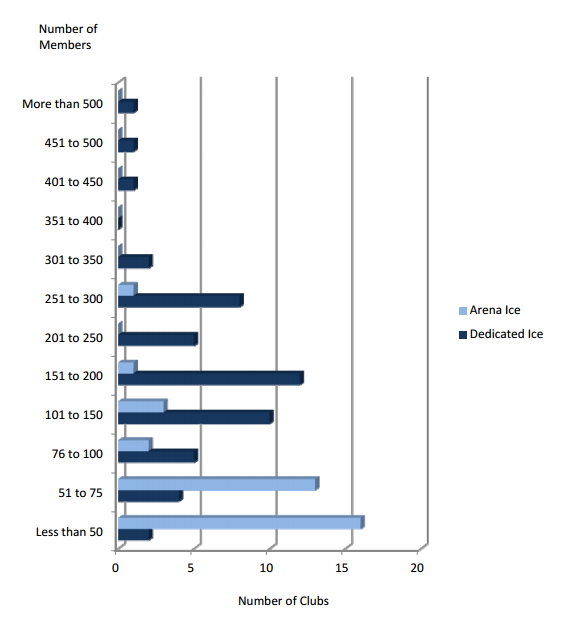 Number of
Members
More than 500
451 to 500
401 to 450
351 to 400
301 to 350
251 to 300
201 to 250
151 to 200
101 to 150
76 to 100
51 to 75
Less than 50
0 5 10 15 20
Number of Clubs
Arena Ice
Dedicated Ice